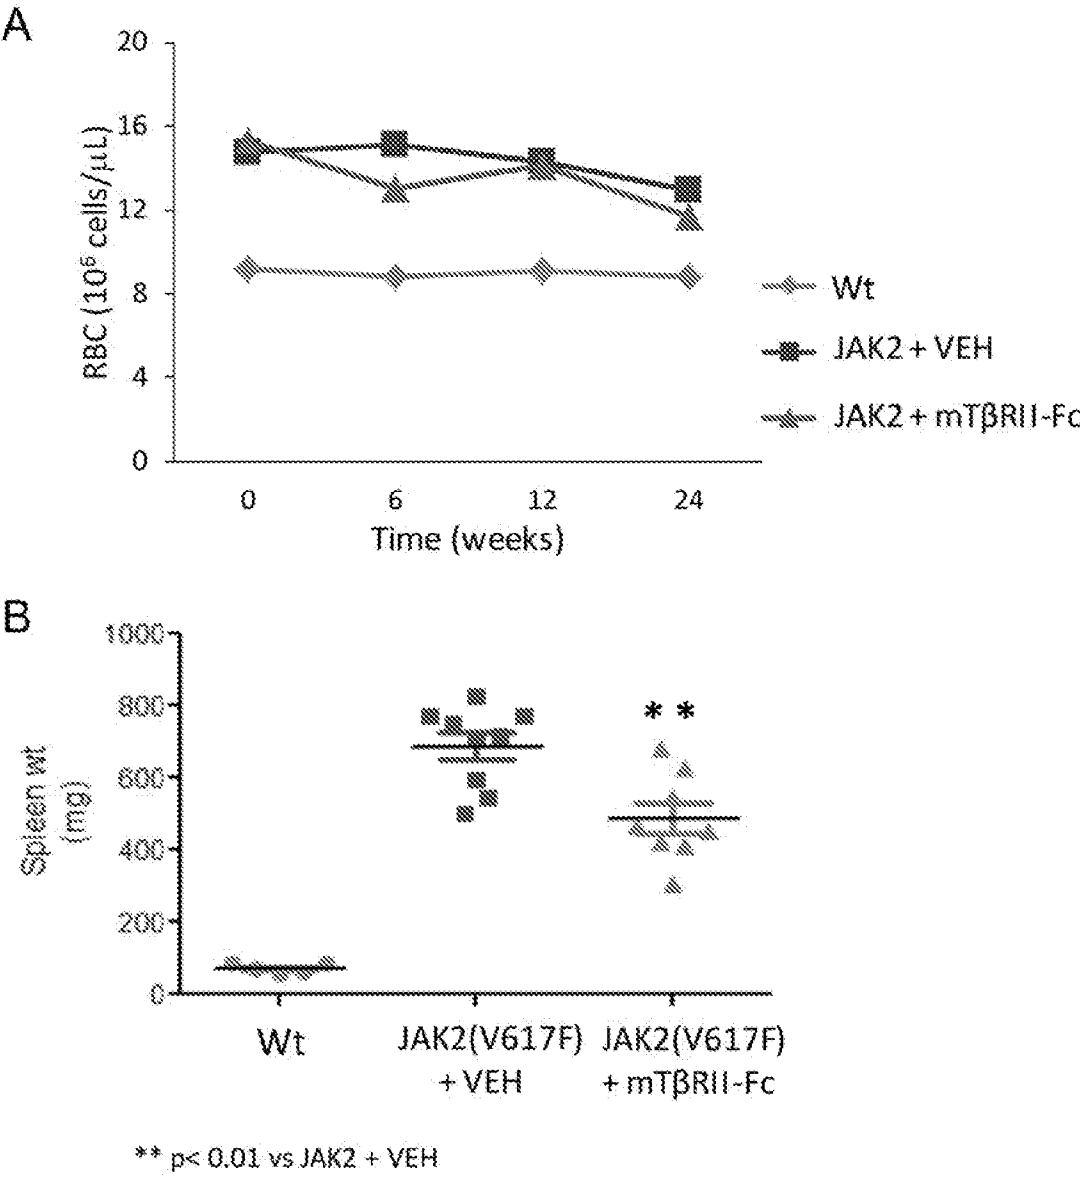 A
20
16
12
8
4
0
RBC (10⁶ cells/µL)
0 6 12 24
Time (weeks)
Wt
JAK2 + VEH
JAK2 + mTβRII-Fc
B
1000
800
600
400
200
0
Spleen wt
(mg)
**
Wt
JAK2(V617F)
+ VEH
JAK2(V617F)
+ mTβRII-Fc
** p< 0.01 vs JAK2 + VEH